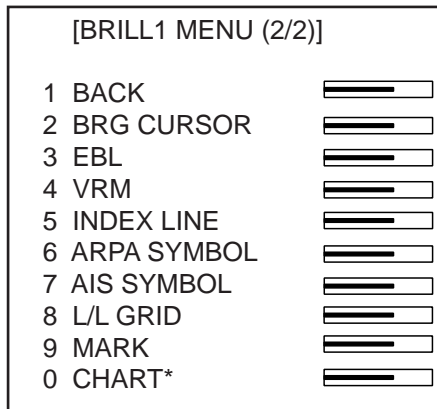 [BRILL1 MENU (2/2)]
1 BACK
2 BRG CURSOR
3 EBL
4 VRM
5 INDEX LINE
6 ARPA SYMBOL
7 AIS SYMBOL
8 L/L GRID
9 MARK
0 CHART*